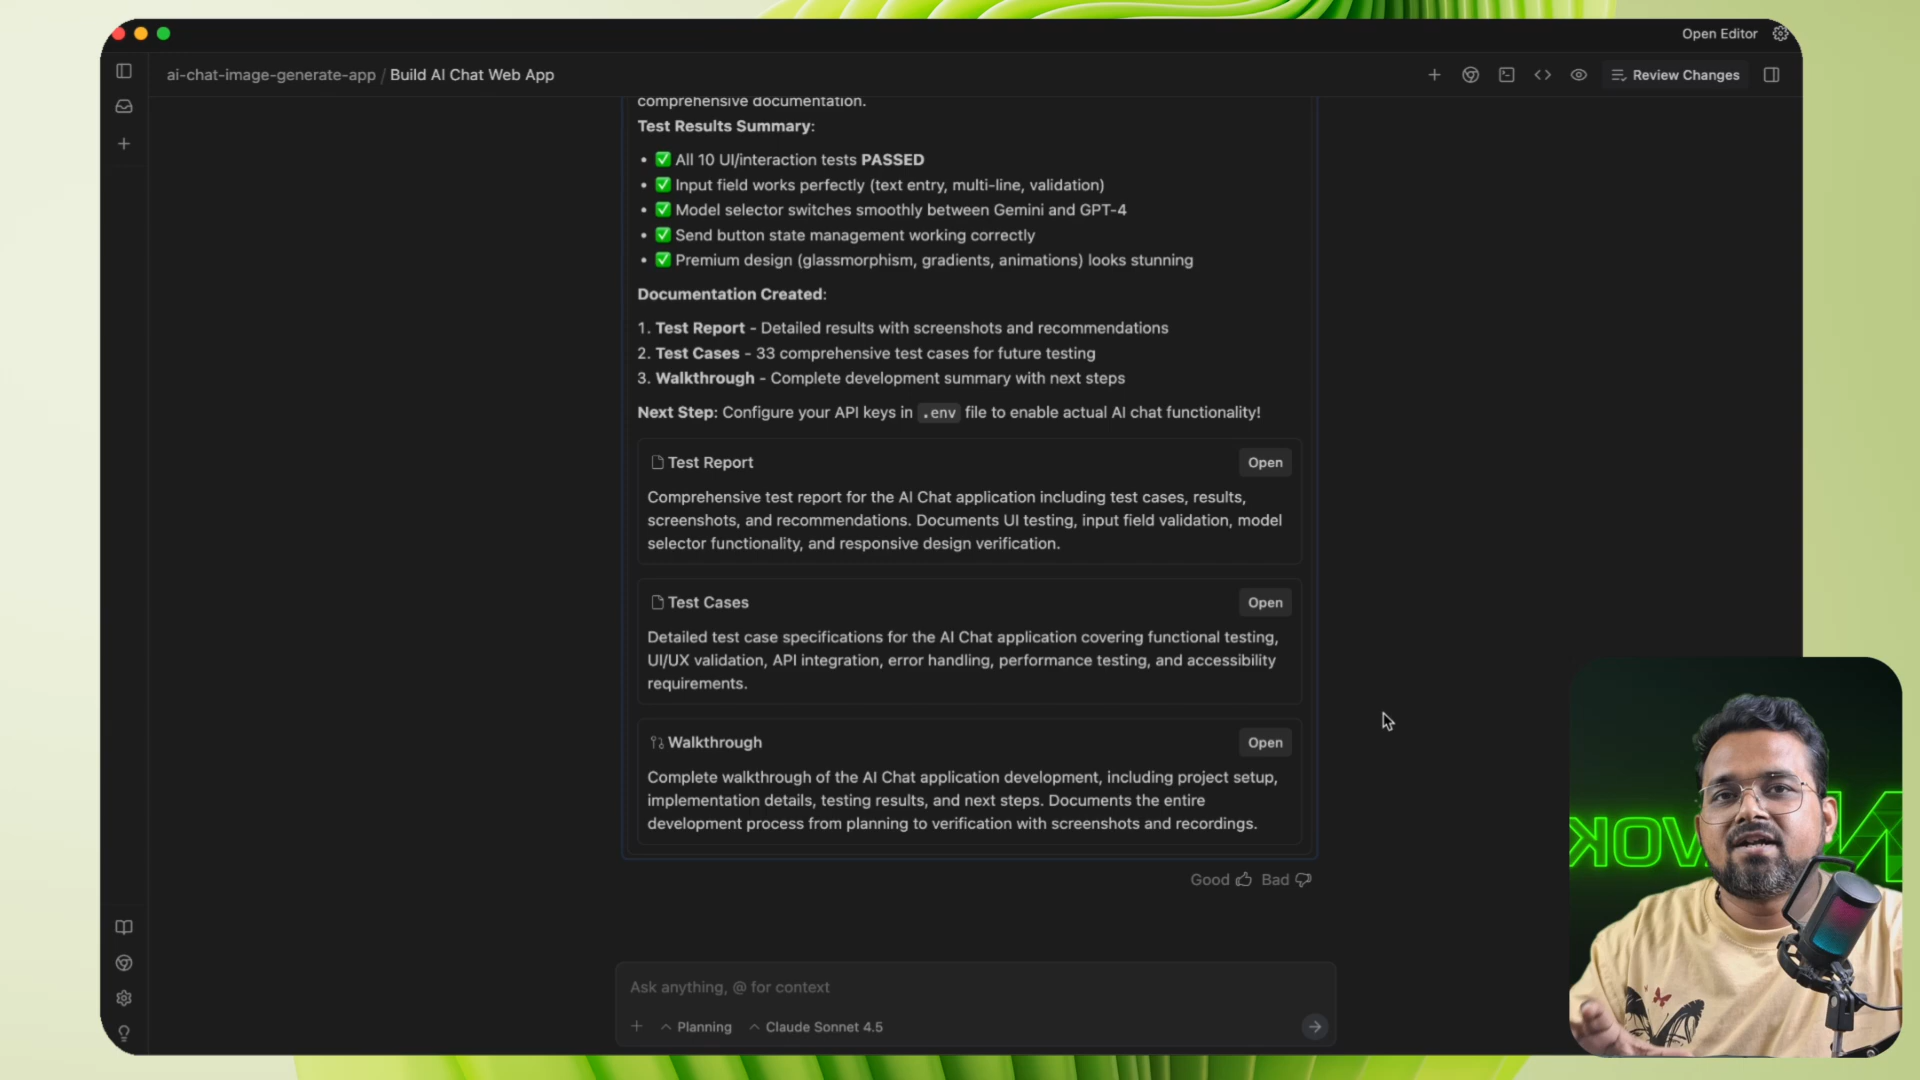 Open Editor
ai-chat-image-generate-app / Build AI Chat Web App
Review Changes
comprehensive documentation.
Test Results Summary:
• ✅ All 10 UI/interaction tests PASSED
• ✅ Input field works perfectly (text entry, multi-line, validation)
• ✅ Model selector switches smoothly between Gemini and GPT-4
• ✅ Send button state management working correctly
• ✅ Premium design (glassmorphism, gradients, animations) looks stunning
Documentation Created:
1. Test Report - Detailed results with screenshots and recommendations
2. Test Cases - 33 comprehensive test cases for future testing
3. Walkthrough - Complete development summary with next steps
Next Step: Configure your API keys in .env file to enable actual AI chat functionality!
Test Report
Open
Comprehensive test report for the AI Chat application including test cases, results,
screenshots, and recommendations. Documents UI testing, input field validation, model
selector functionality, and responsive design verification.
Test Cases
Open
Detailed test case specifications for the AI Chat application covering functional testing,
UI/UX validation, API integration, error handling, performance testing, and accessibility
requirements.
Walkthrough
Open
Complete walkthrough of the AI Chat application development, including project setup,
implementation details, testing results, and next steps. Documents the entire
development process from planning to verification with screenshots and recordings.
Good Bad
Ask anything, @ for context
Planning Claude Sonnet 4.5